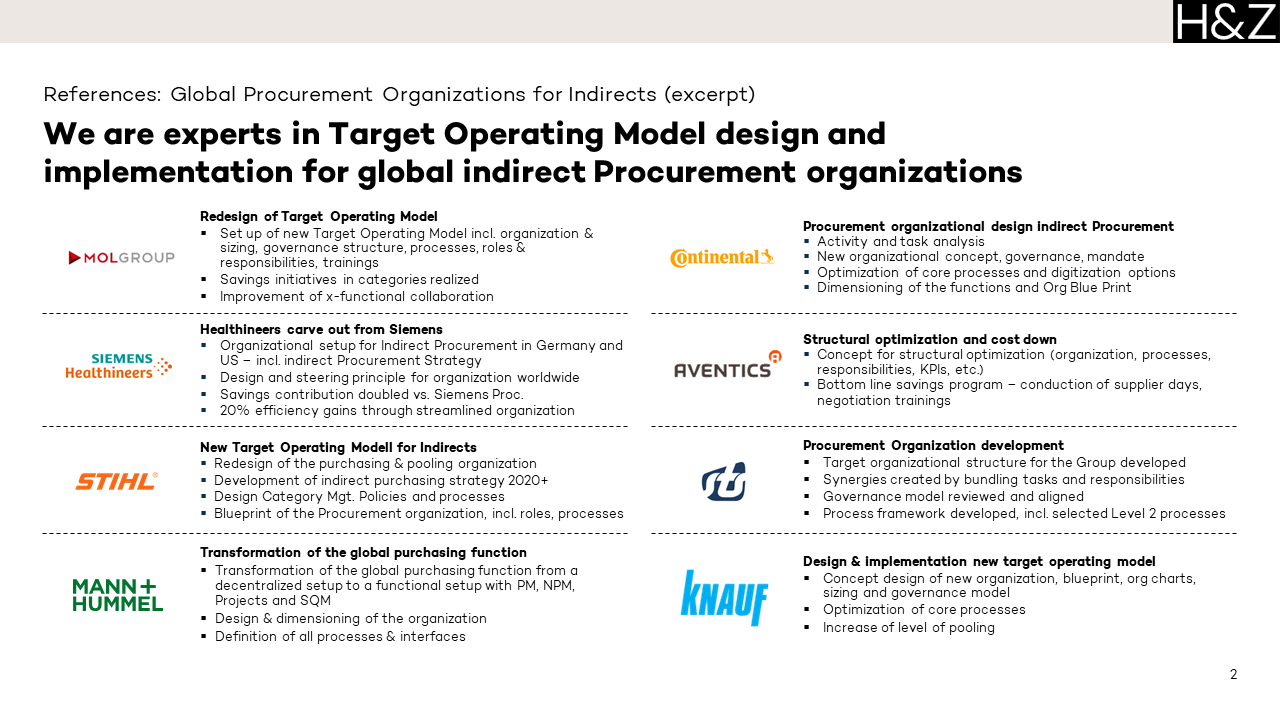 H&Z
References: Global Procurement Organizations for Indirects (excerpt)
We are experts in Target Operating Model design and
implementation for global indirect Procurement organizations
MOLGROUP
Redesign of Target Operating Model
▪ Set up of new Target Operating Model incl. organization &
sizing, governance structure, processes, roles &
responsibilities, trainings
▪ Savings initiatives in categories realized
▪ Improvement of x-functional collaboration
SIEMENS
Healthineers
Healthineers carve out from Siemens
▪ Organizational setup for Indirect Procurement in Germany and
US – incl. indirect Procurement Strategy
▪ Design and steering principle for organization worldwide
▪ Savings contribution doubled vs. Siemens Proc.
▪ 20% efficiency gains through streamlined organization
STIHL®
New Target Operating Modell for Indirects
▪ Redesign of the purchasing & pooling organization
▪ Development of indirect purchasing strategy 2020+
▪ Design Category Mgt. Policies and processes
▪ Blueprint of the Procurement organization, incl. roles, processes
MANN+
HUMMEL
Transformation of the global purchasing function
▪ Transformation of the global purchasing function from a
decentralized setup to a functional setup with PM, NPM,
Projects and SQM
▪ Design & dimensioning of the organization
▪ Definition of all processes & interfaces
Continental
Procurement organizational design Indirect Procurement
▪ Activity and task analysis
▪ New organizational concept, governance, mandate
▪ Optimization of core processes and digitization options
▪ Dimensioning of the functions and Org Blue Print
AVENTICS
Structural optimization and cost down
▪ Concept for structural optimization (organization, processes,
responsibilities, KPIs, etc.)
▪ Bottom line savings program – conduction of supplier days,
negotiation trainings
Procurement Organization development
▪ Target organizational structure for the Group developed
▪ Synergies created by bundling tasks and responsibilities
▪ Governance model reviewed and aligned
▪ Process framework developed, incl. selected Level 2 processes
KNAUF
Design & implementation new target operating model
▪ Concept design of new organization, blueprint, org charts,
sizing and governance model
▪ Optimization of core processes
▪ Increase of level of pooling
2